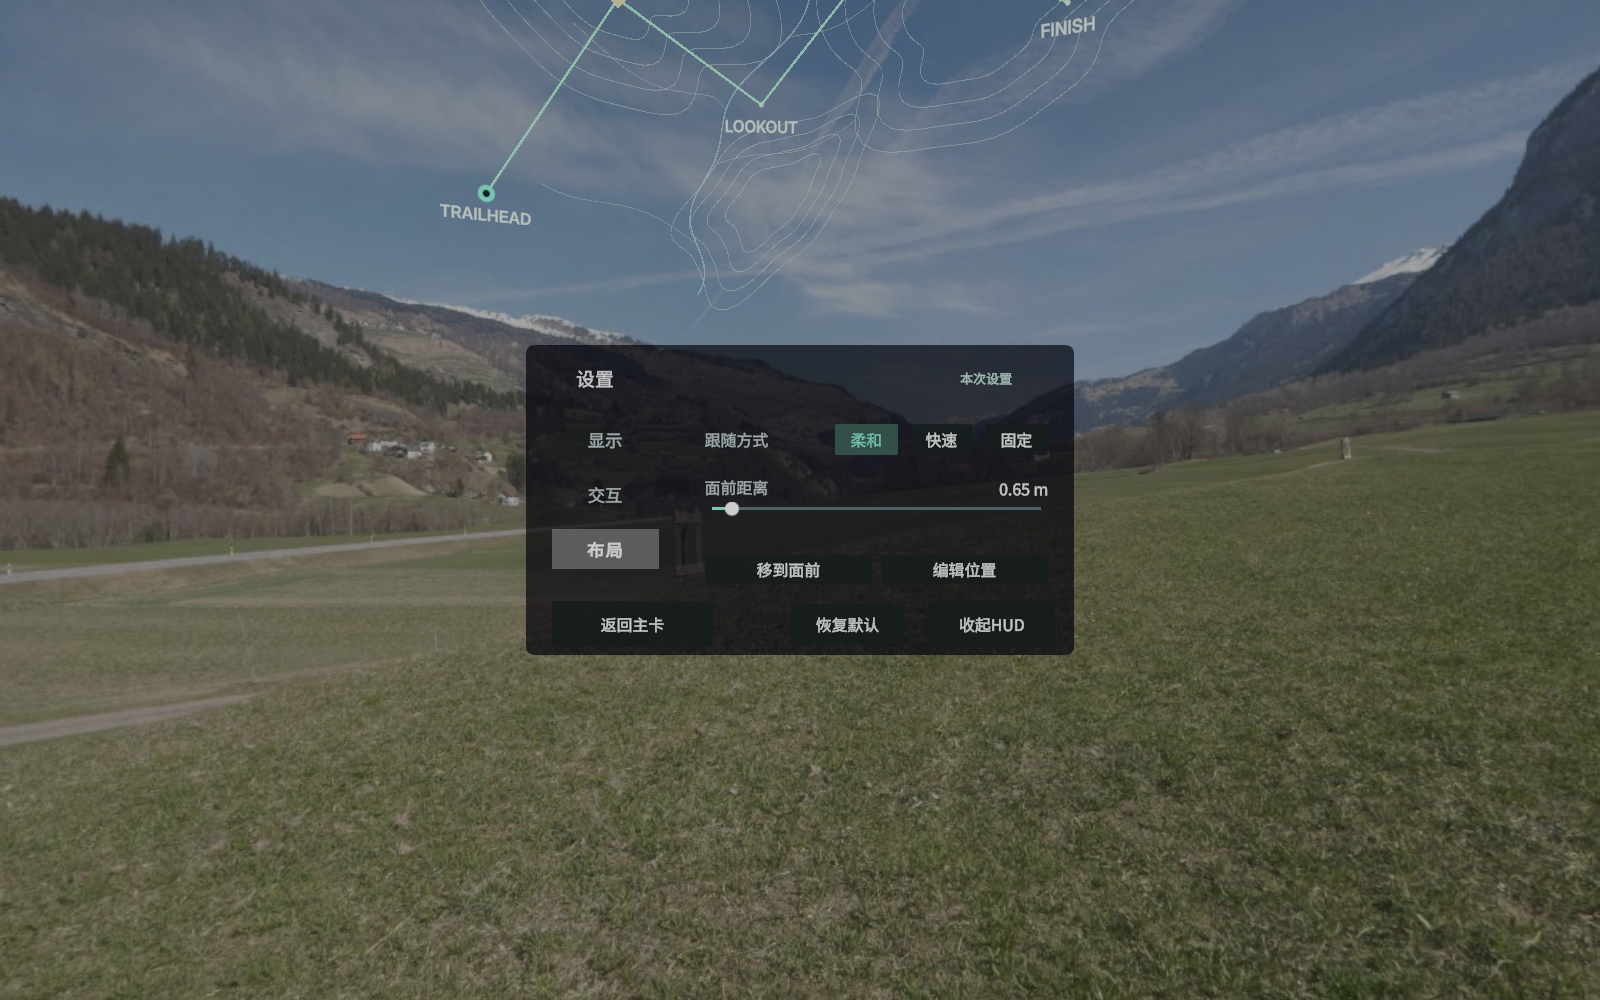 FINISH
LOOKOUT
TRAILHEAD
设置
本次设置
显示
跟随方式
柔和
快速
固定
交互
面前距离
0.65 m
布局
移到面前
编辑位置
返回主卡
恢复默认
收起HUD